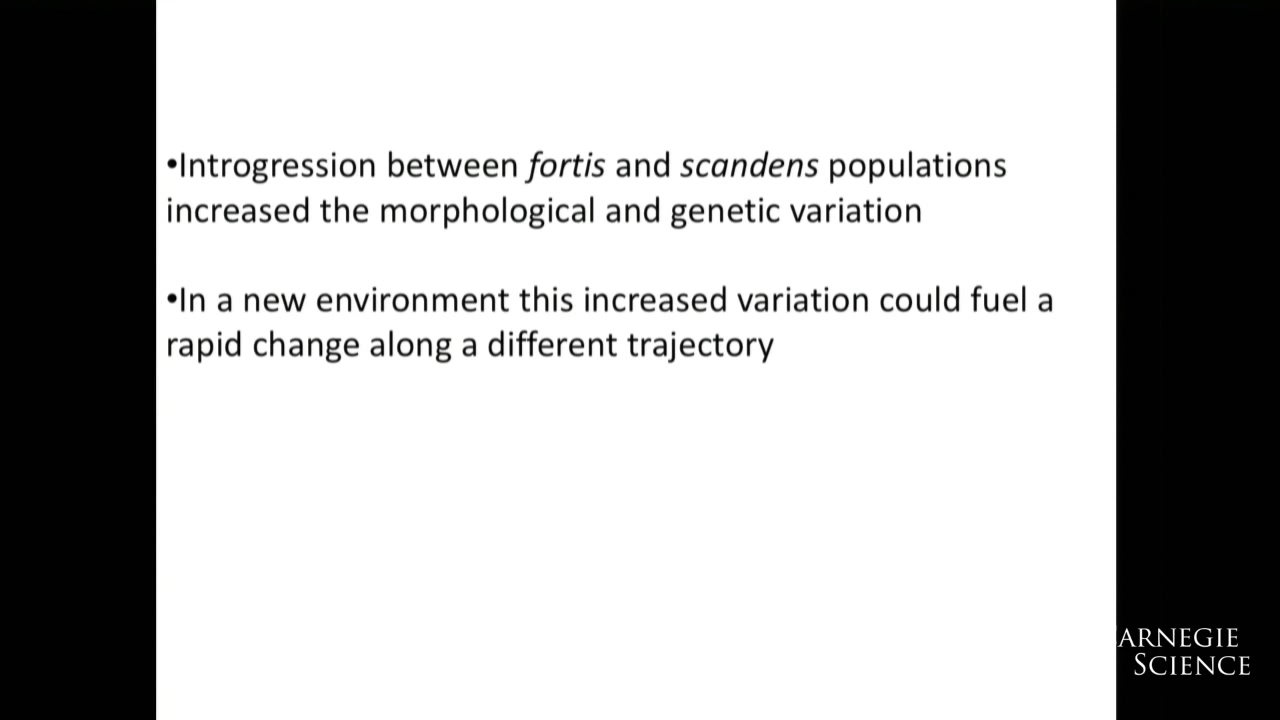 •Introgression between fortis and scandens populations
increased the morphological and genetic variation
•In a new environment this increased variation could fuel a
rapid change along a different trajectory
ARNEGIE
SCIENCE